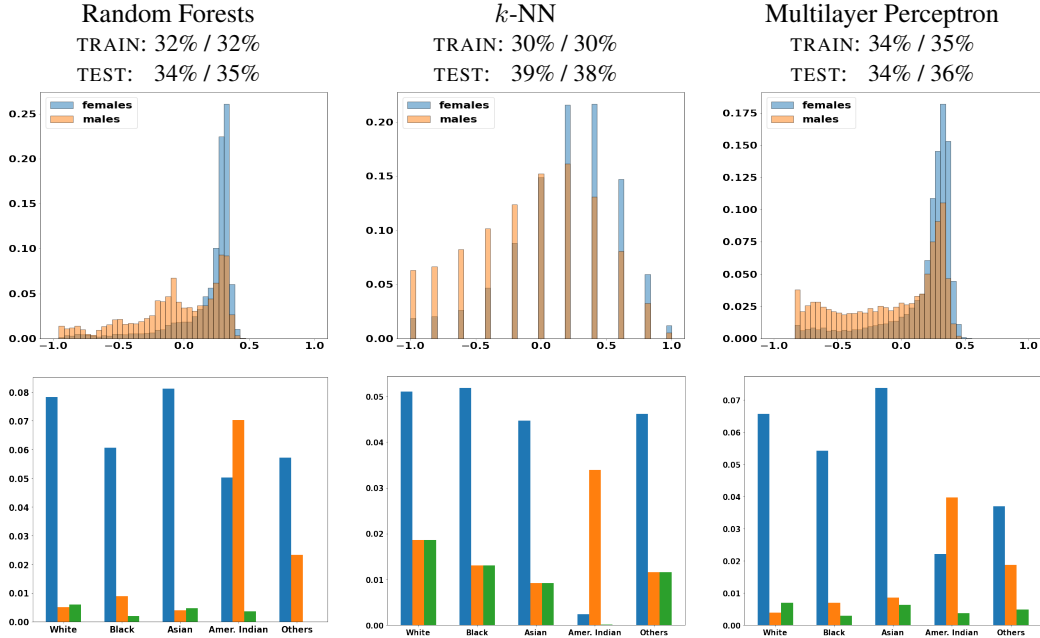 Random Forests
TRAIN: 32% / 32%
TEST: 34% / 35%
k-NN
TRAIN: 30% / 30%
TEST: 39% / 38%
Multilayer Perceptron
TRAIN: 34% / 35%
TEST: 34% / 36%
females
males
0.25
0.20
0.15
0.10
0.05
0.00
−1.0 −0.5 0.0 0.5 1.0
females
males
0.20
0.15
0.10
0.05
0.00
−1.0 −0.5 0.0 0.5 1.0
females
males
0.175
0.150
0.125
0.100
0.075
0.050
0.025
0.000
−1.0 −0.5 0.0 0.5 1.0
0.08
0.07
0.06
0.05
0.04
0.03
0.02
0.01
0.00
White Black Asian Amer. Indian Others
0.05
0.04
0.03
0.02
0.01
0.00
White Black Asian Amer. Indian Others
0.07
0.06
0.05
0.04
0.03
0.02
0.01
0.00
White Black Asian Amer. Indian Others